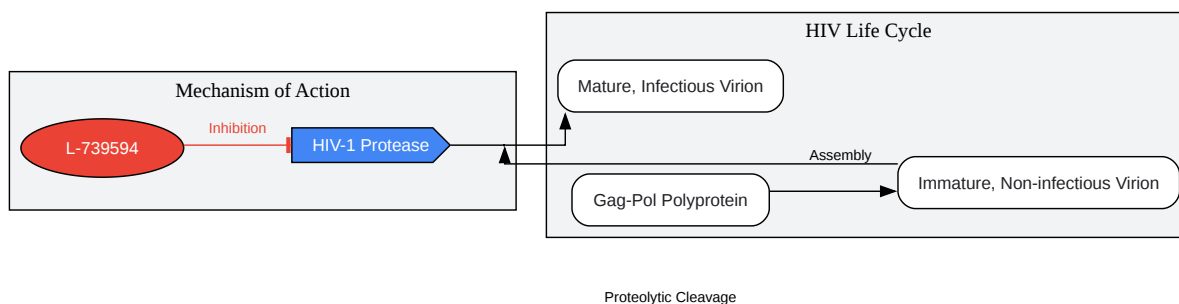 HIV Life Cycle
Mechanism of Action
Mature, Infectious Virion
Inhibition
L-739594
HIV-1 Protease
Assembly
Immature, Non-infectious Virion
Gag-Pol Polyprotein
Proteolytic Cleavage